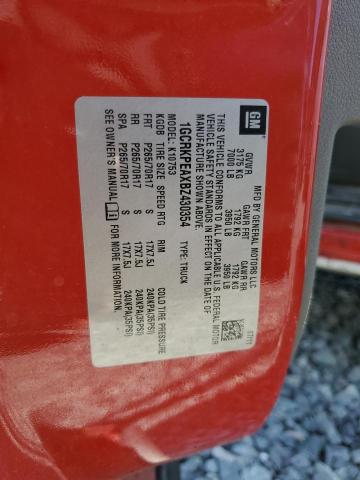 GM
MFD BY GENERAL MOTORS LLC
GVWR GAWR FRT GAWR RR
3175 KG 1792 KG 1792 KG
7000 LB 3950 LB 3950 LB
THIS VEHICLE CONFORMS TO ALL APPLICABLE U.S. FEDERAL MOTOR
VEHICLE SAFETY STANDARDS IN EFFECT ON THE DATE OF
MANUFACTURE SHOWN ABOVE.
1GCRKPEAXBZ430354 TYPE: TRUCK
MODEL: K10753
KGDB TIRE SIZE SPEED RTG RIM COLD TIRE PRESSURE
FRT P265/70R17 S 17X7.5J 240KPA(35PSI)
RR P265/70R17 S 17X7.5J 240KPA(35PSI)
SPA P265/70R17 S 17X7.5J 240KPA(35PSI)
SEE OWNER'S MANUAL